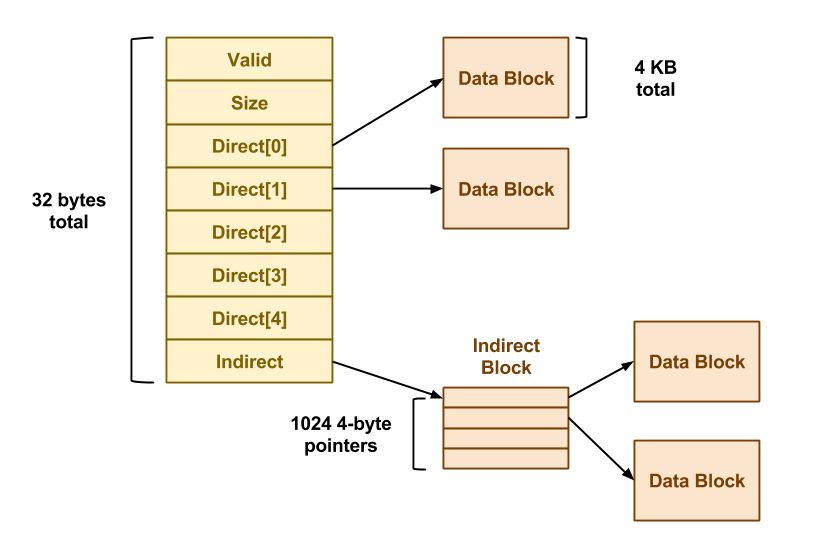 32 bytes
total
Valid
Size
Direct[0]
Direct[1]
Direct[2]
Direct[3]
Direct[4]
Indirect
Data Block
4 KB
total
Data Block
Indirect
Block
1024 4-byte
pointers
Data Block
Data Block